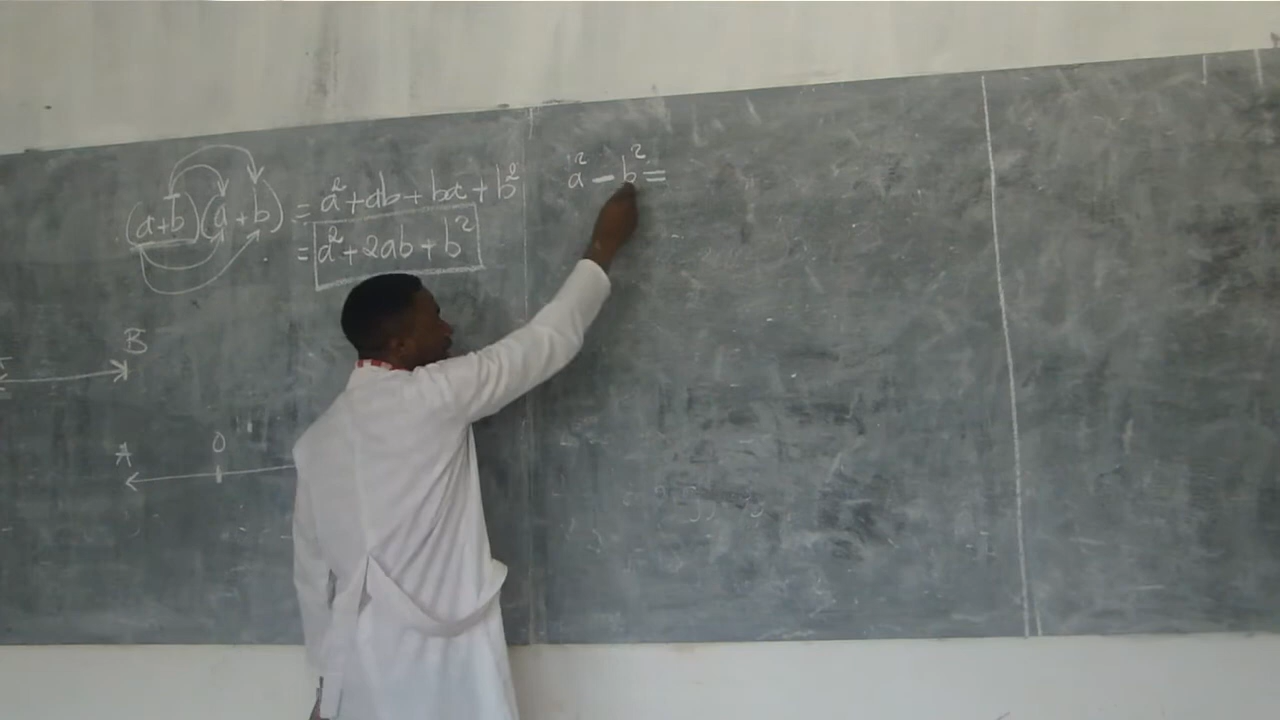 (a+b)(a+b) = a²+ab+ba+b²
= a²+2ab+b²
a² - b² =
B
A
0